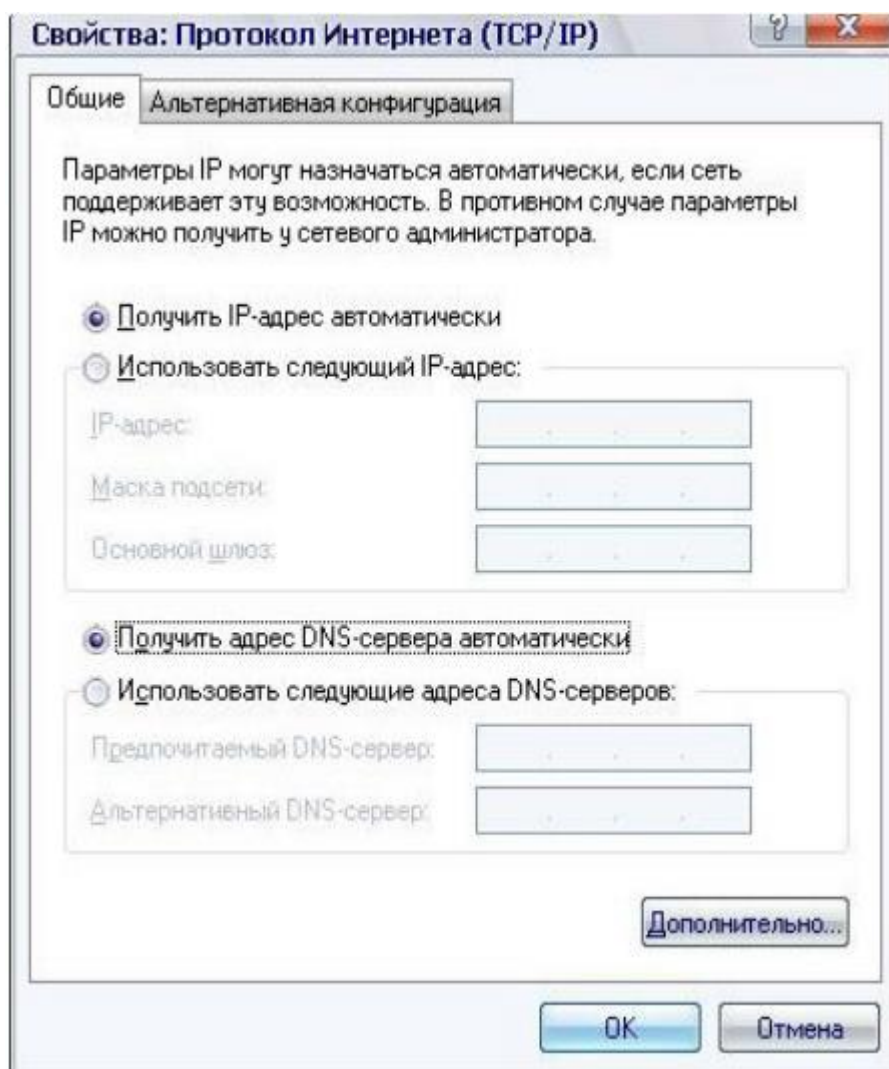 Свойства: Протокол Интернета (TCP/IP)
Общие
Альтернативная конфигурация
Параметры IP могут назначаться автоматически, если сеть
поддерживает эту возможность. В противном случае параметры
IP можно получить у сетевого администратора.
Получить IP-адрес автоматически
Использовать следующий IP-адрес:
IP-адрес:
Маска подсети:
Основной шлюз:
Получить адрес DNS-сервера автоматически
Использовать следующие адреса DNS-серверов:
Предпочитаемый DNS-сервер:
Альтернативный DNS-сервер:
Дополнительно...
OK
Отмена